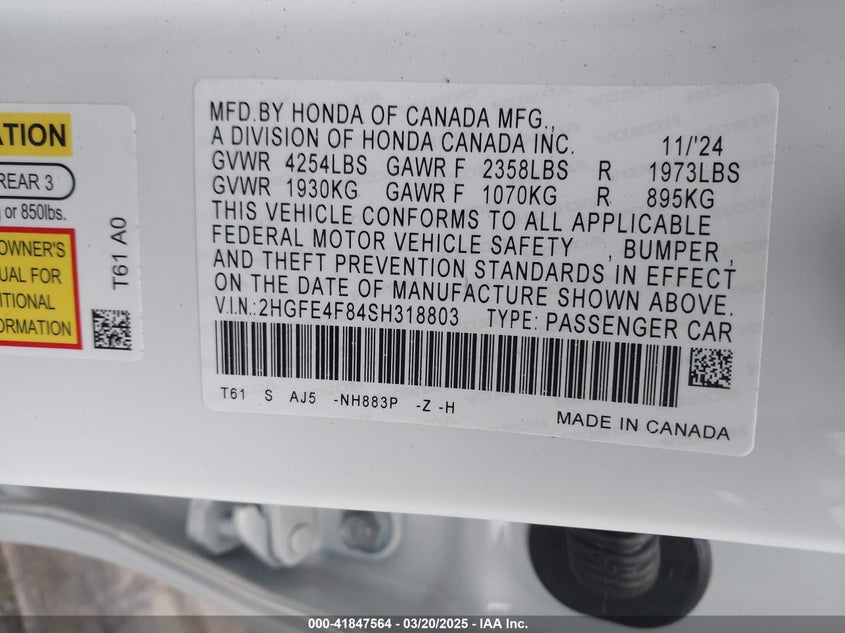 ATION
REAR 3
g or 850lbs.
OWNER'S
UAL FOR
ITIONAL
ORMATION
T61 A0
MFD.BY HONDA OF CANADA MFG.,
A DIVISION OF HONDA CANADA INC. 11/'24
GVWR 4254LBS GAWR F 2358LBS R 1973LBS
GVWR 1930KG GAWR F 1070KG R 895KG
THIS VEHICLE CONFORMS TO ALL APPLICABLE
FEDERAL MOTOR VEHICLE SAFETY , BUMPER ,
AND THEFT PREVENTION STANDARDS IN EFFECT
ON THE DATE OF MANUFACTURE SHOWN ABOVE.
V.I.N.:2HGFE4F84SH318803 TYPE: PASSENGER CAR
T61 S AJ5 -NH883P -Z -H
MADE IN CANADA
000-41847564 - 03/20/2025 - IAA Inc.